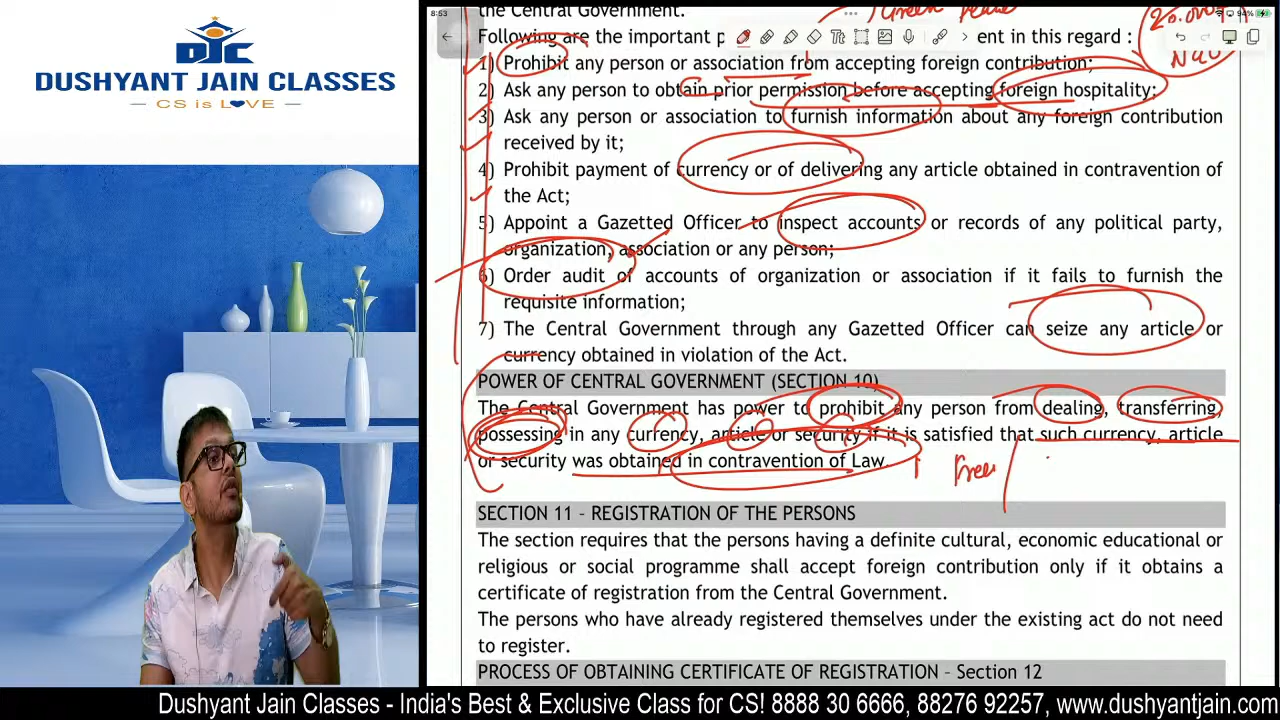 8:53
94%
the Central Government.
Following are the important p ent in this regard :
1) Prohibit any person or association from accepting foreign contribution;
2) Ask any person to obtain prior permission before accepting foreign hospitality;
3) Ask any person or association to furnish information about any foreign contribution
received by it;
4) Prohibit payment of currency or of delivering any article obtained in contravention of
the Act;
5) Appoint a Gazetted Officer to inspect accounts or records of any political party,
organization, association or any person;
6) Order audit of accounts of organization or association if it fails to furnish the
requisite information;
7) The Central Government through any Gazetted Officer can seize any article or
currency obtained in violation of the Act.
POWER OF CENTRAL GOVERNMENT (SECTION 10)
The Central Government has power to prohibit any person from dealing, transferring,
possessing in any currency, article or security if it is satisfied that such currency, article
or security was obtained in contravention of Law.
SECTION 11 – REGISTRATION OF THE PERSONS
The section requires that the persons having a definite cultural, economic educational or
religious or social programme shall accept foreign contribution only if it obtains a
certificate of registration from the Central Government.
The persons who have already registered themselves under the existing act do not need
to register.
PROCESS OF OBTAINING CERTIFICATE OF REGISTRATION – Section 12
DJC
DUSHYANT JAIN CLASSES
CS is L VE
Dushyant Jain Classes - India's Best & Exclusive Class for CS! 8888 30 6666, 88276 92257, www.dushyantjain.com